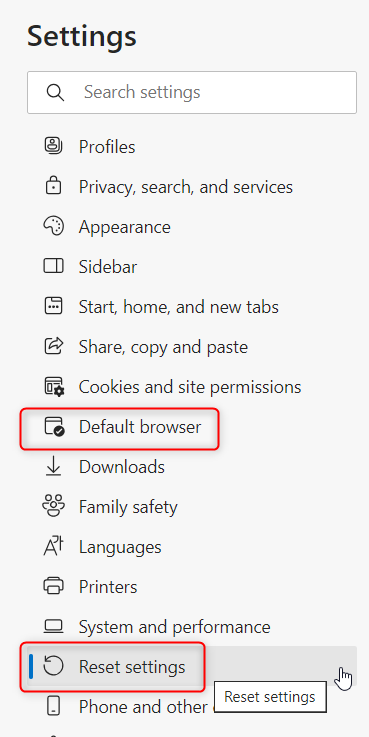 Settings
Search settings
Profiles
Privacy, search, and services
Appearance
Sidebar
Start, home, and new tabs
Share, copy and paste
Cookies and site permissions
Default browser
Downloads
Family safety
Languages
Printers
System and performance
Reset settings
Reset settings
Phone and other